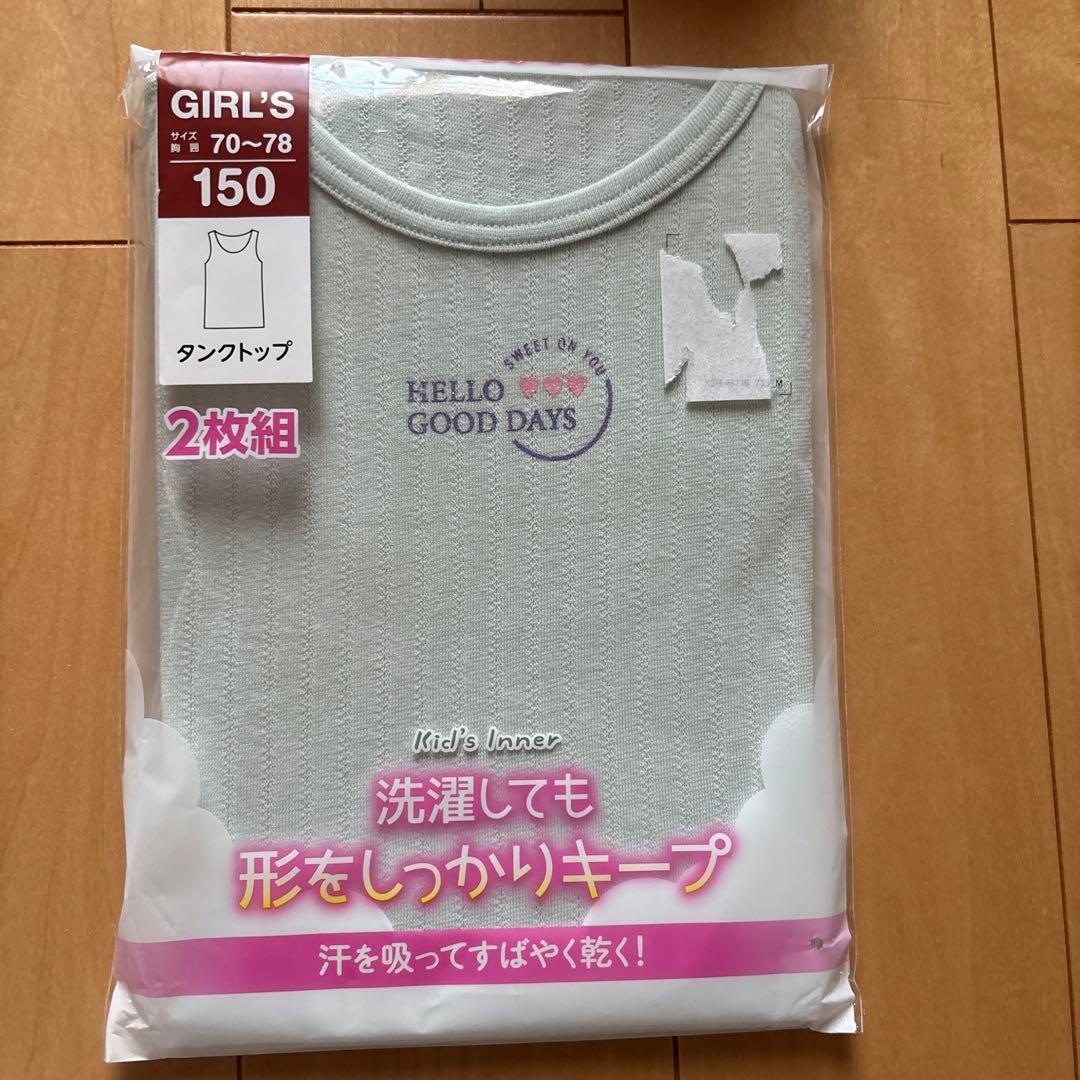 GIRL'S
サイズ
胸囲 70〜78
150
タンクトップ
2枚組
SWEET ON YOU
HELLO
GOOD DAYS
Kid's Inner
洗濯しても
形をしっかりキープ
汗を吸ってすばやく乾く!